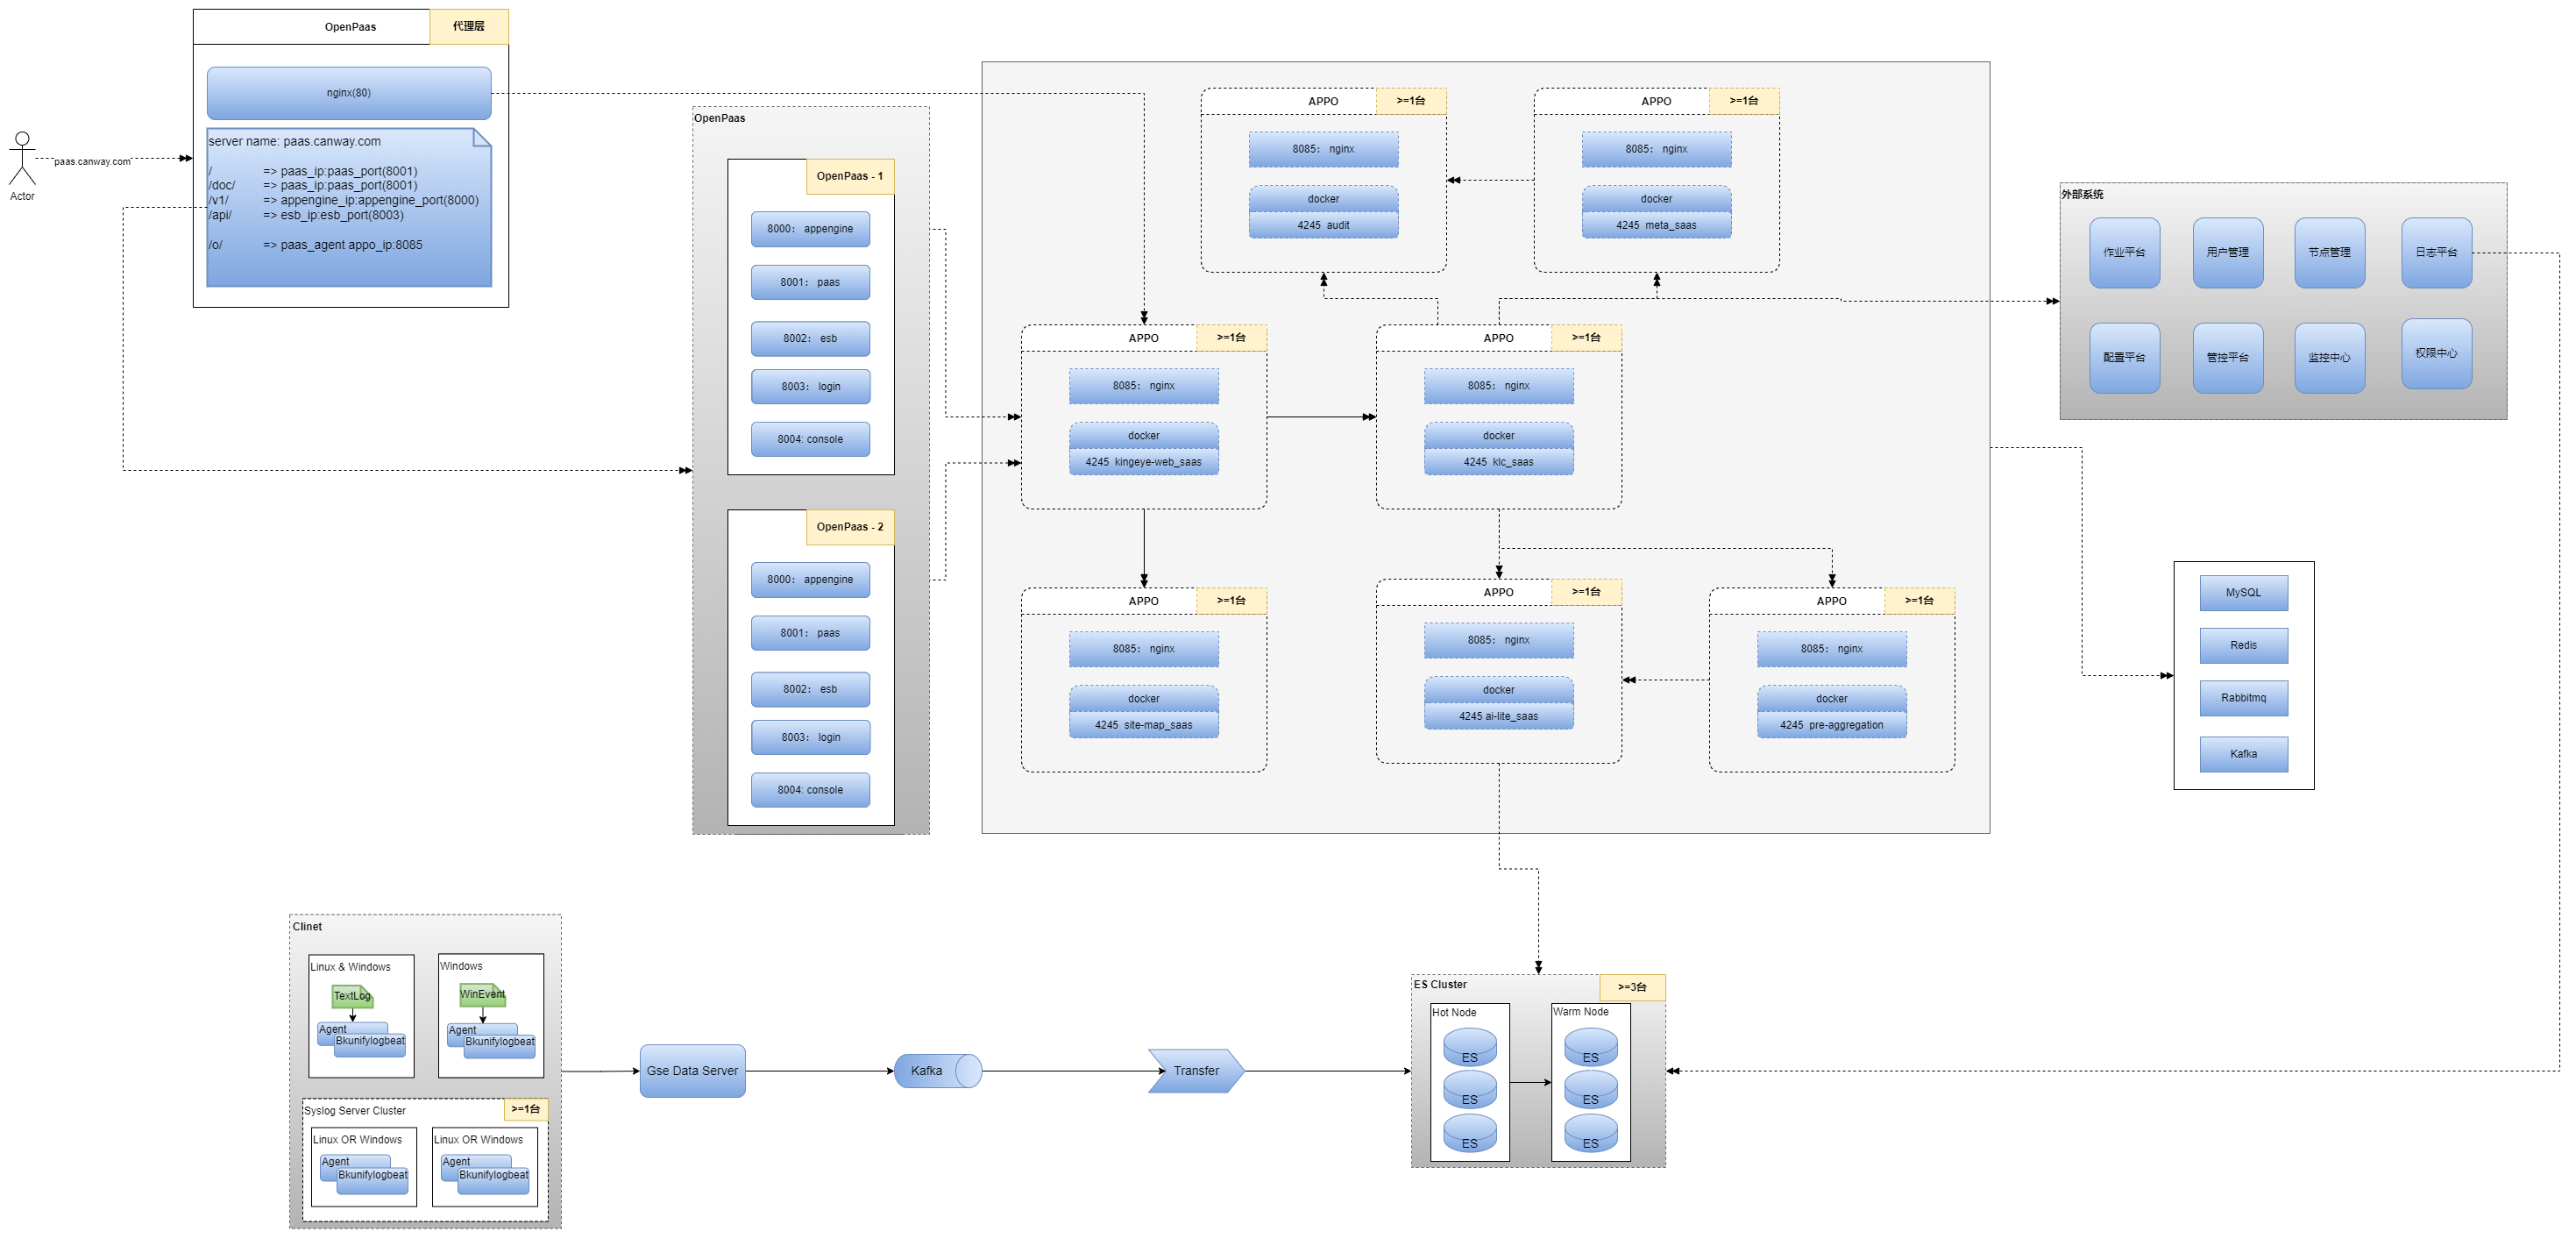 OpenPaas
代理层
nginx(80)
server name: paas.canway.com
/ => paas_ip:paas_port(8001)
/doc/ => paas_ip:paas_port(8001)
/v1/ => appengine_ip:appengine_port(8000)
/api/ => esb_ip:esb_port(8003)
/o/ => paas_agent appo_ip:8085
Actor
paas.canway.com
OpenPaas
OpenPaas - 1
8000： appengine
8001： paas
8002： esb
8003： login
8004: console
OpenPaas - 2
8000： appengine
8001： paas
8002： esb
8003： login
8004: console
APPO
>=1台
8085： nginx
docker
4245 audit
APPO
>=1台
8085： nginx
docker
4245 meta_saas
APPO
>=1台
8085： nginx
docker
4245 kingeye-web_saas
APPO
>=1台
8085： nginx
docker
4245 klc_saas
APPO
>=1台
8085： nginx
docker
4245 site-map_saas
APPO
>=1台
8085： nginx
docker
4245 ai-lite_saas
APPO
>=1台
8085： nginx
docker
4245 pre-aggregation
外部系统
作业平台
用户管理
节点管理
日志平台
配置平台
管控平台
监控中心
权限中心
MySQL
Redis
Rabbitmq
Kafka
Clinet
Linux & Windows
TextLog
Agent
Bkunifylogbeat
Windows
WinEvent
Agent
Bkunifylogbeat
Syslog Server Cluster
>=1台
Linux OR Windows
Agent
Bkunifylogbeat
Linux OR Windows
Agent
Bkunifylogbeat
Gse Data Server
Kafka
Transfer
ES Cluster
>=3台
Hot Node
ES
ES
ES
Warm Node
ES
ES
ES